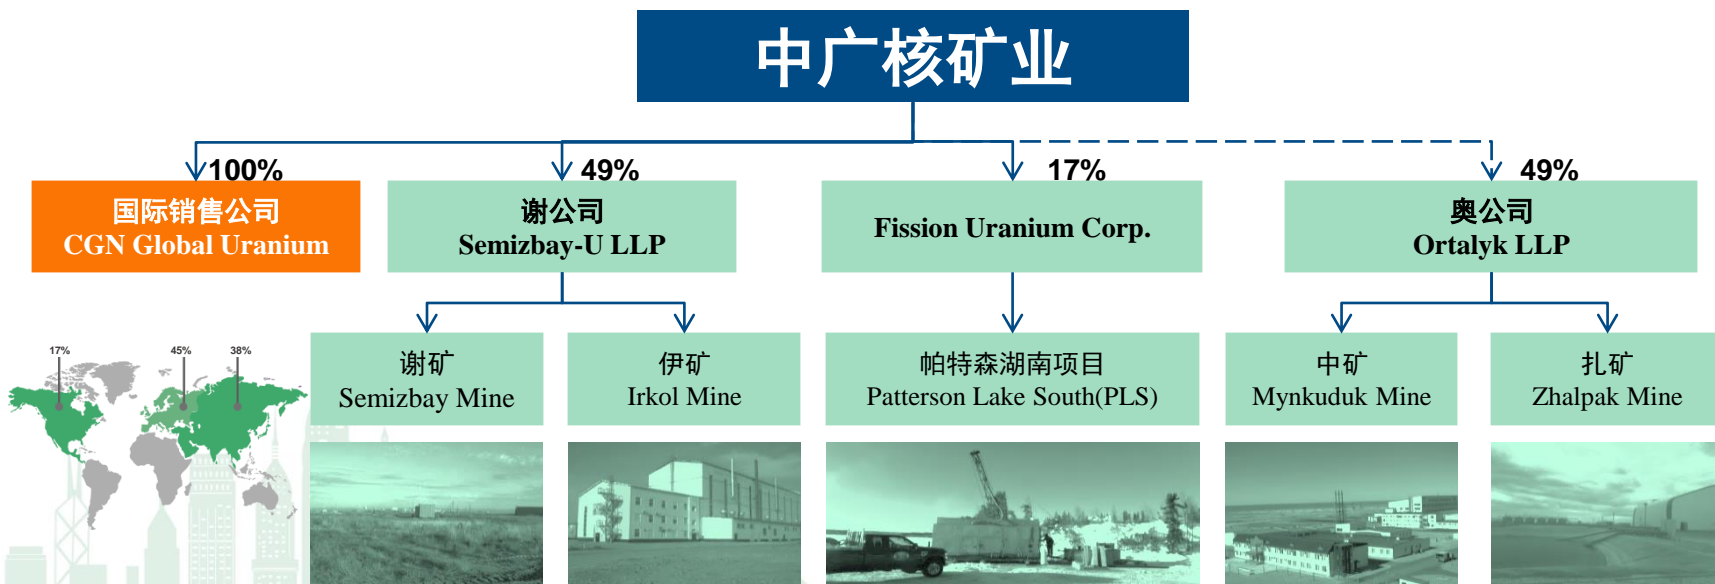 中广核矿业
100%
49%
17%
49%
国际销售公司
CGN Global Uranium
谢公司
Semizbay-U LLP
Fission Uranium Corp.
奥公司
Ortalyk LLP
17%
45%
38%
谢矿
Semizbay Mine
伊矿
Irkol Mine
帕特森湖南项目
Patterson Lake South(PLS)
中矿
Mynkuduk Mine
扎矿
Zhalpak Mine